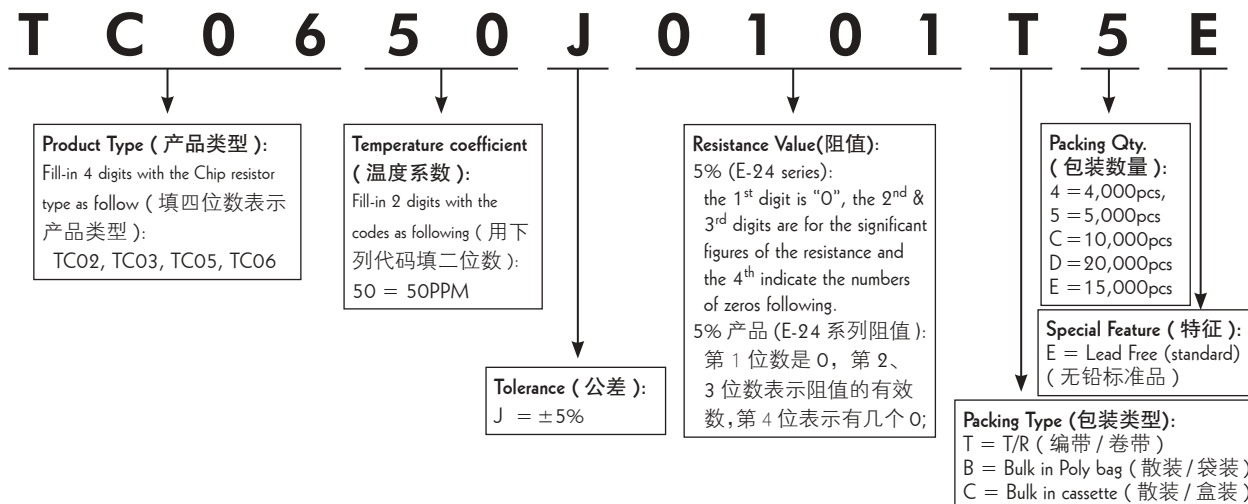 T C 0 6 5 0 J 0 1 0 1 T 5 E
Product Type ( 产品类型 ):
Fill-in 4 digits with the Chip resistor
type as follow ( 填四位数表示
产品类型 ):
TC02, TC03, TC05, TC06
Temperature coefficient
( 温度系数 ):
Fill-in 2 digits with the
codes as following ( 用下
列代码填二位数 ):
50 = 50PPM
Tolerance ( 公差 ):
J = ±5%
Resistance Value(阻值):
5% (E-24 series):
the 1st digit is “0”, the 2nd &
3rd digits are for the significant
figures of the resistance and
the 4th indicate the numbers
of zeros following.
5% 产品 (E-24 系列阻值 ):
第 1 位数是 0，第 2、
3 位数表示阻值的有效
数，第 4 位表示有几个 0;
Packing Qty.
( 包装数量 ):
4 =4,000pcs,
5 =5,000pcs
C =10,000pcs
D =20,000pcs
E =15,000pcs
Special Feature ( 特征 ):
E = Lead Free (standard)
( 无铅标准品 )
Packing Type (包装类型):
T = T/R ( 编带 / 卷带 )
B = Bulk in Poly bag ( 散装 / 袋装 )
C = Bulk in cassette ( 散装 / 盒装 )